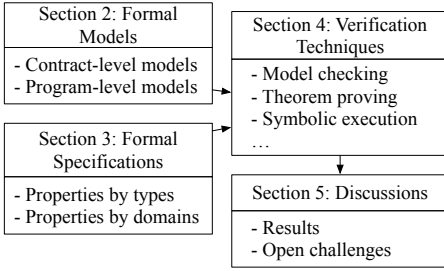 Section 2: Formal
Models
- Contract-level models
- Program-level models
Section 3: Formal
Specifications
- Properties by types
- Properties by domains
Section 4: Verification
Techniques
- Model checking
- Theorem proving
- Symbolic execution
...
Section 5: Discussions
- Results
- Open challenges